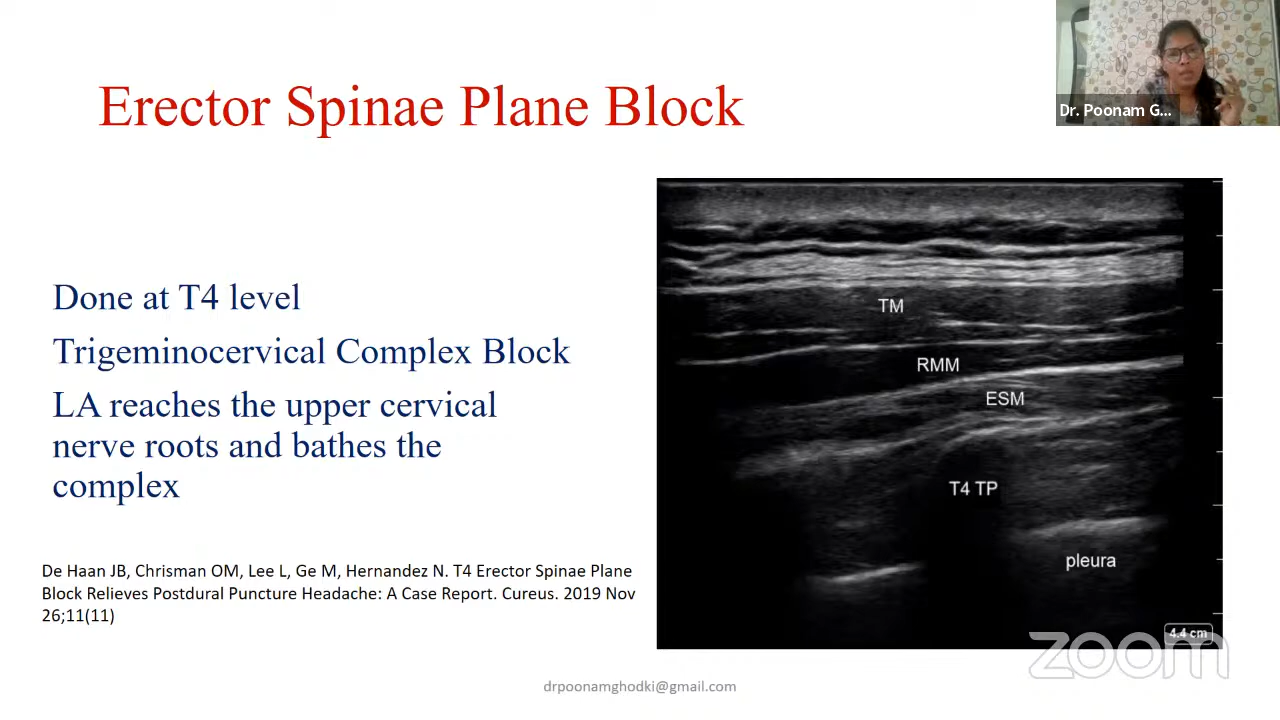 Erector Spinae Plane Block
Dr. Poonam G...
Done at T4 level
Trigeminocervical Complex Block
LA reaches the upper cervical
nerve roots and bathes the
complex
TM
RMM
ESM
T4 TP
pleura
4.4 cm
De Haan JB, Chrisman OM, Lee L, Ge M, Hernandez N. T4 Erector Spinae Plane
Block Relieves Postdural Puncture Headache: A Case Report. Cureus. 2019 Nov
26;11(11)
zoom
drpoonamghodki@gmail.com